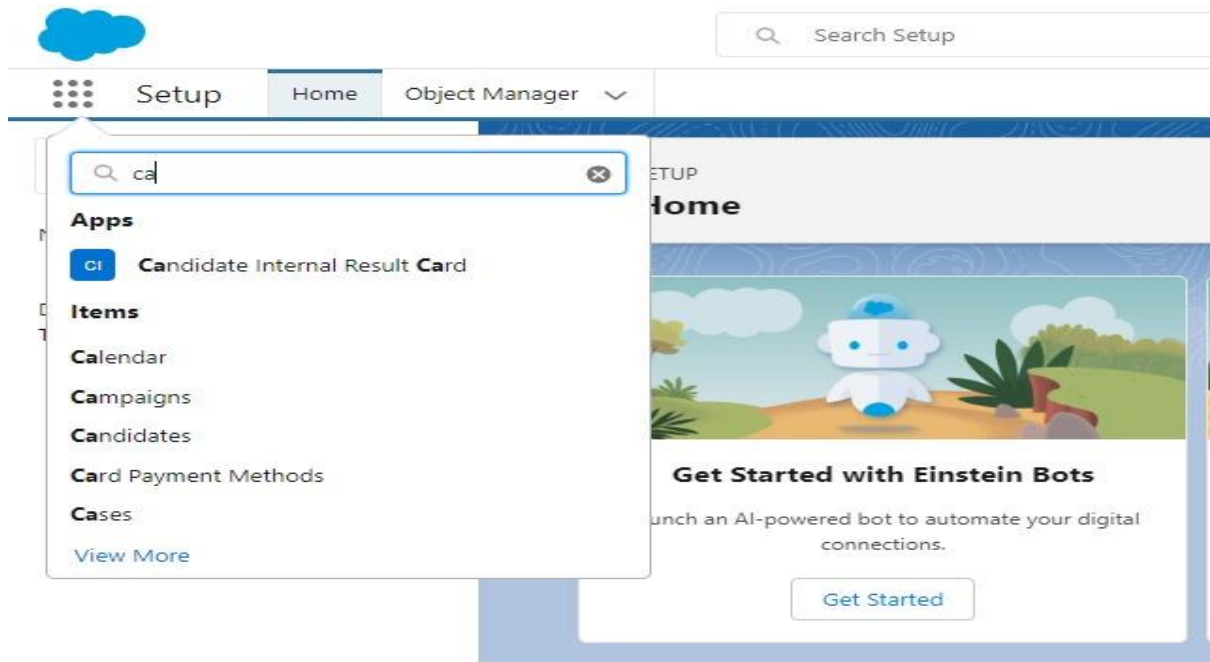 Search Setup
Setup Home Object Manager
ca
Apps
CI Candidate Internal Result Card
Items
Calendar
Campaigns
Candidates
Card Payment Methods
Cases
View More
ETUP
Home
Get Started with Einstein Bots
unch an AI-powered bot to automate your digital
connections.
Get Started